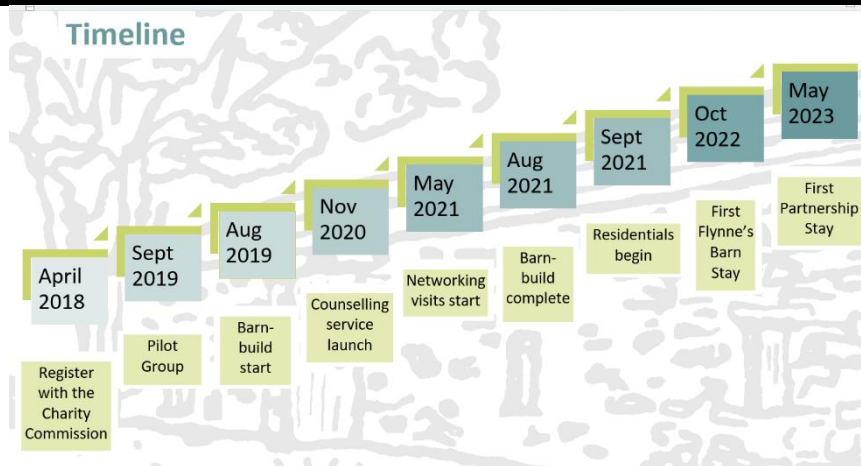 Timeline
April
2018
Register
with the
Charity
Commission
Sept
2019
Pilot
Group
Aug
2019
Barn-
build
start
Nov
2020
Counselling
service
launch
May
2021
Networking
visits start
Aug
2021
Barn-
build
complete
Sept
2021
Residentials
begin
Oct
2022
First
Flynne’s
Barn
Stay
May
2023
First
Partnership
Stay